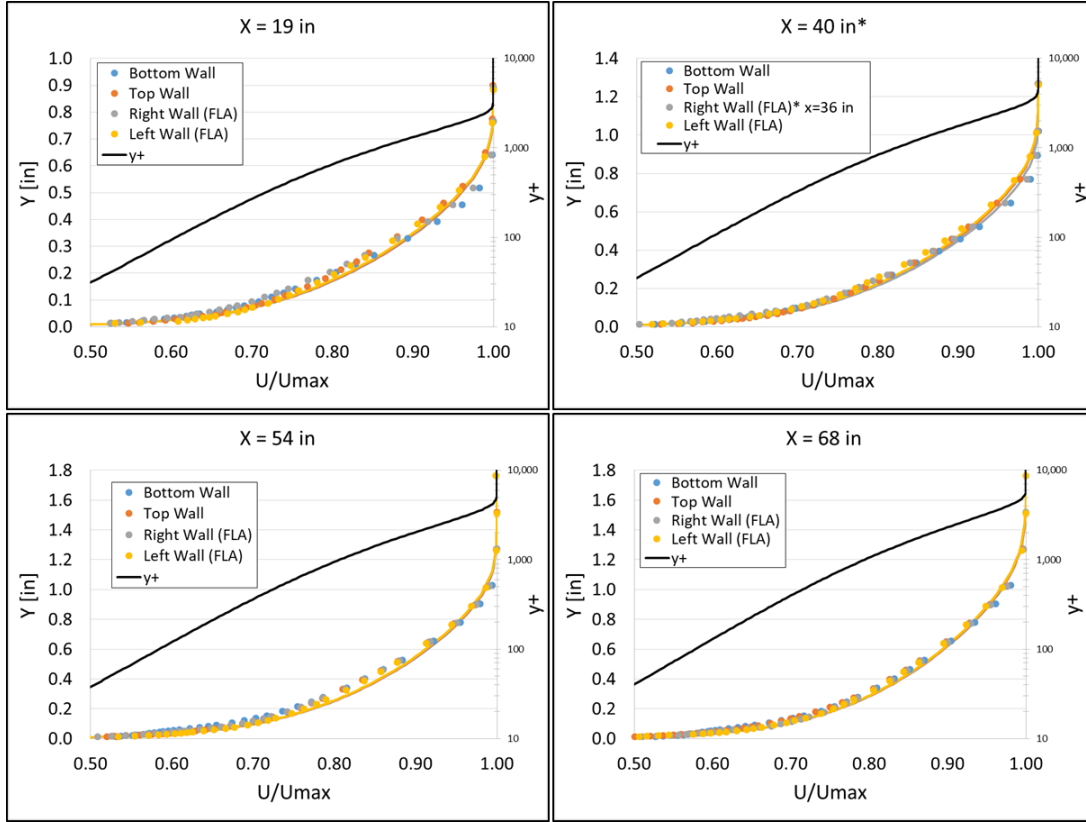 X = 19 in
1.0
0.9
0.8
0.7
0.6
0.5
0.4
0.3
0.2
0.1
0.0
Y [in]
Bottom Wall
Top Wall
Right Wall (FLA)
Left Wall (FLA)
y+
10,000
1,000
100
10
y+
0.50 0.60 0.70 0.80 0.90 1.00
U/Umax
X = 40 in*
1.4
1.2
1.0
0.8
0.6
0.4
0.2
0.0
Y [in]
Bottom Wall
Top Wall
Right Wall (FLA)* x=36 in
Left Wall (FLA)
y+
10,000
1,000
100
10
y+
0.50 0.60 0.70 0.80 0.90 1.00
U/Umax
X = 54 in
1.8
1.6
1.4
1.2
1.0
0.8
0.6
0.4
0.2
0.0
Y [in]
Bottom Wall
Top Wall
Right Wall (FLA)
Left Wall (FLA)
y+
10,000
1,000
100
10
y+
0.50 0.60 0.70 0.80 0.90 1.00
U/Umax
X = 68 in
1.8
1.6
1.4
1.2
1.0
0.8
0.6
0.4
0.2
0.0
Y [in]
Bottom Wall
Top Wall
Right Wall (FLA)
Left Wall (FLA)
y+
10,000
1,000
100
10
y+
0.50 0.60 0.70 0.80 0.90 1.00
U/Umax